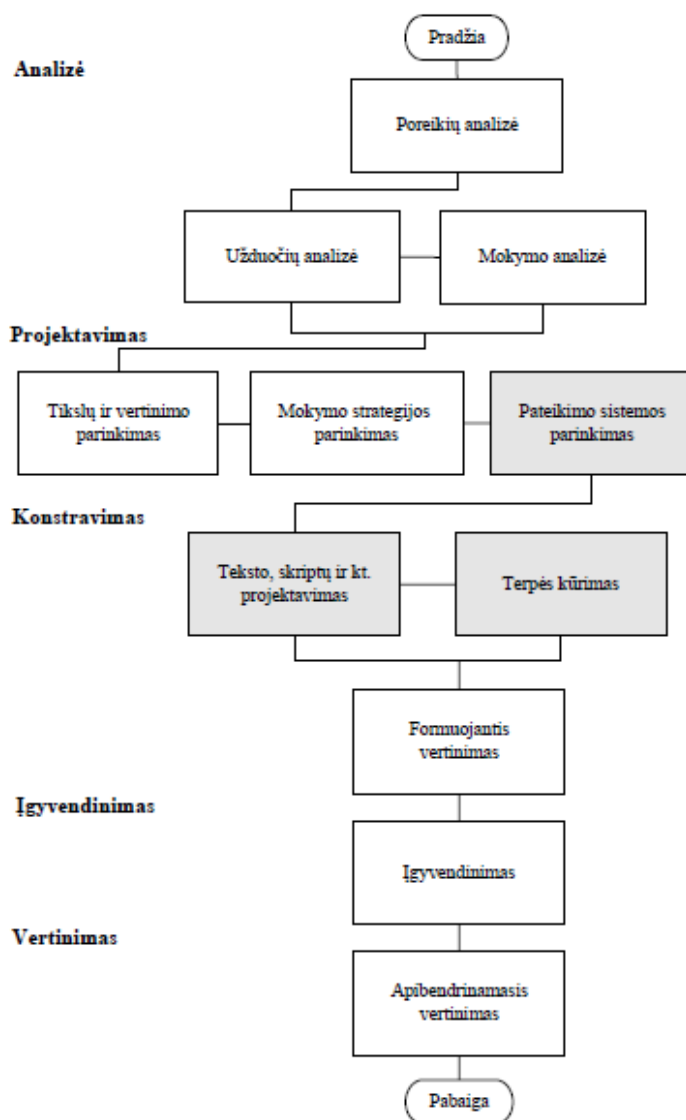 Pradžia
Analizė
Poreikių analizė
Užduočių analizė
Mokymo analizė
Projektavimas
Tikslų ir vertinimo
parinkimas
Mokymo strategijos
parinkimas
Pateikimo sistemos
parinkimas
Konstravimas
Teksto, skriptų ir kt.
projektavimas
Terpės kūrimas
Formuojantis
vertinimas
Įgyvendinimas
Įgyvendinimas
Vertinimas
Apibendrinamasis
vertinimas
Pabaiga